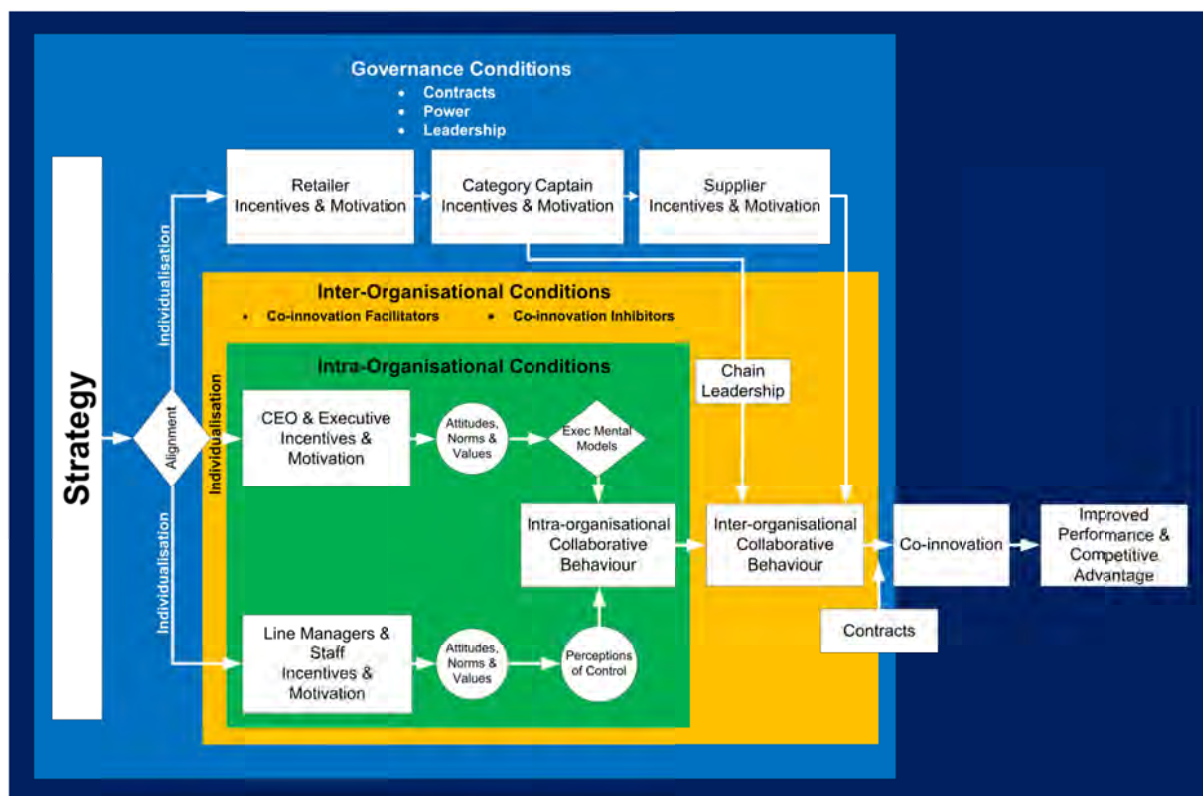 Governance Conditions
• Contracts
• Power
• Leadership
Strategy
Alignment
Individualisation
Individualisation
Individualisation
Retailer
Incentives & Motivation
Category Captain
Incentives & Motivation
Supplier
Incentives & Motivation
Inter-Organisational Conditions
• Co-innovation Facilitators
• Co-innovation Inhibitors
Intra-Organisational Conditions
Chain
Leadership
CEO & Executive
Incentives &
Motivation
Attitudes,
Norms &
Values
Exec Mental
Models
Intra-organisational
Collaborative
Behaviour
Inter-organisational
Collaborative
Behaviour
Co-innovation
Improved
Performance &
Competitive
Advantage
Line Managers &
Staff
Incentives &
Motivation
Attitudes,
Norms &
Values
Perceptions
of Control
Contracts